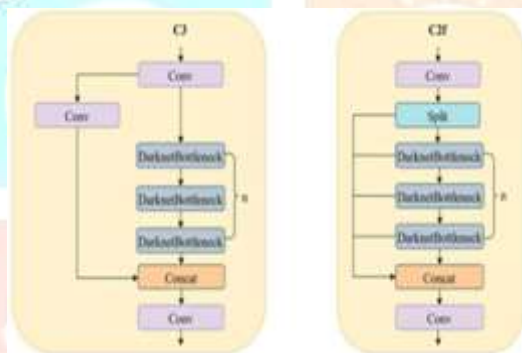 C3
Conv
Conv
DarknetBottleneck
DarknetBottleneck
DarknetBottleneck
n
Concat
Conv
C2f
Conv
Split
DarknetBottleneck
DarknetBottleneck
DarknetBottleneck
n
Concat
Conv